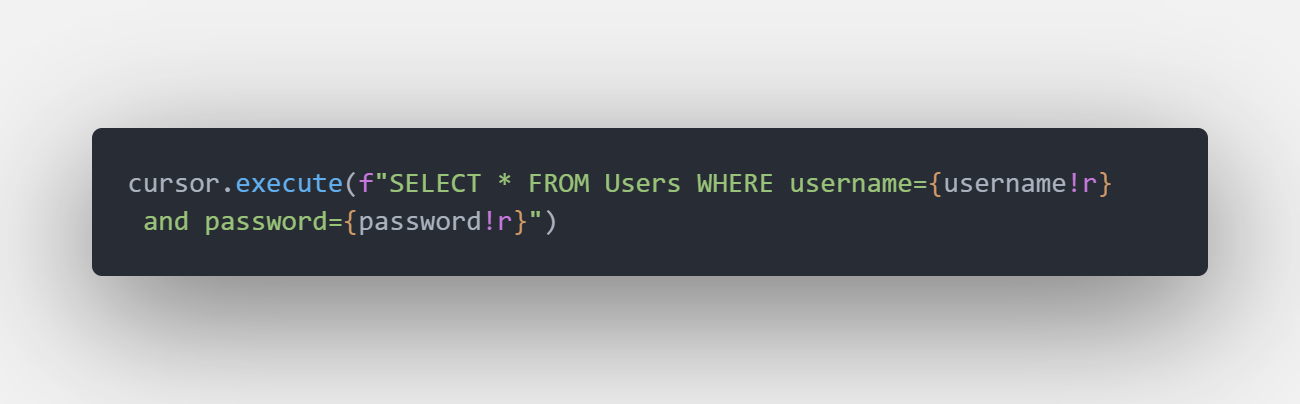 cursor.execute(f"SELECT * FROM Users WHERE username={username!r}
and password={password!r}")